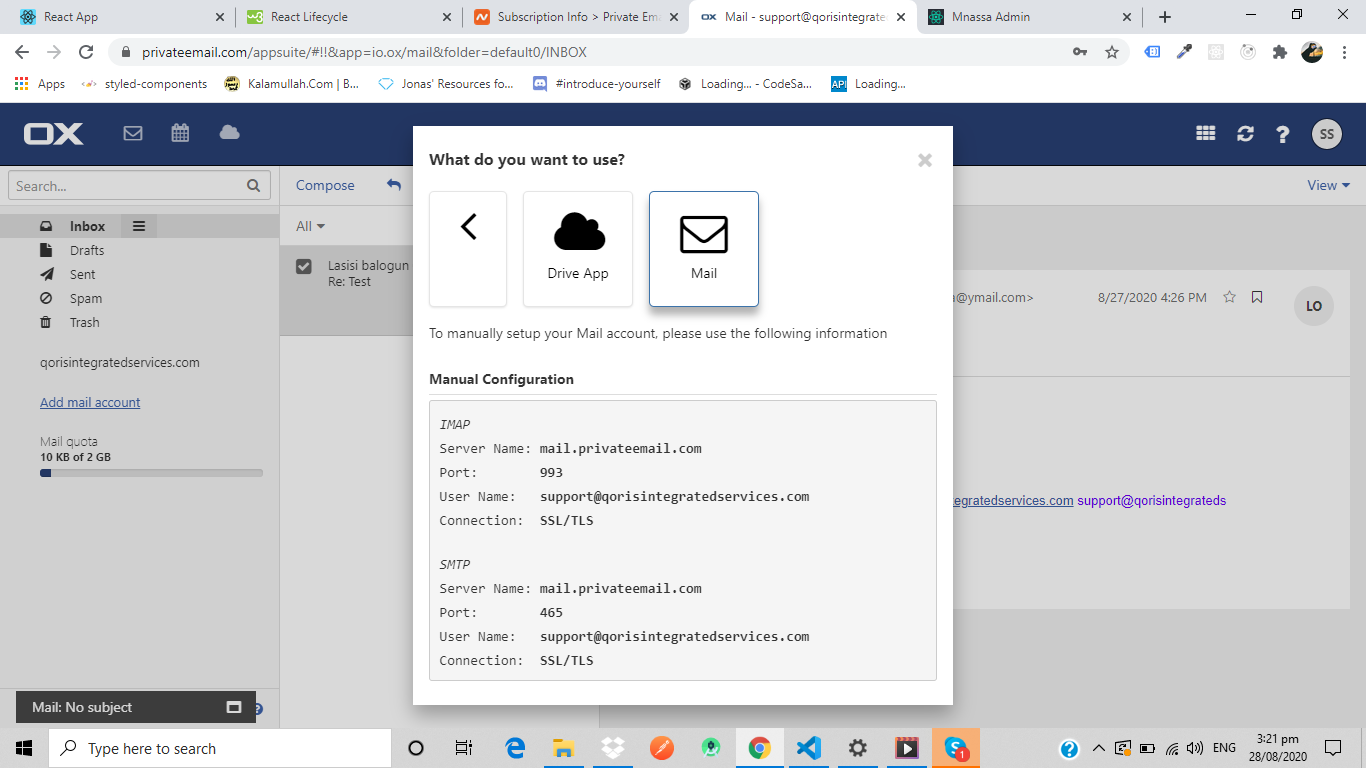 React App
React Lifecycle
Subscription Info > Private Ema
Mail - support@qorisintegrate
Mnassa Admin
privateemail.com/appsuite/#!!&app=io.ox/mail&folder=default0/INBOX
Apps
styled-components
Kalamullah.Com | B...
Jonas' Resources fo...
#introduce-yourself
Loading... - CodeSa...
API
Loading...
OX
SS
Search...
Compose
View
Inbox
Drafts
Sent
Spam
Trash
qorisintegratedservices.com
Add mail account
Mail quota
10 KB of 2 GB
All
Lasisi balogun
Re: Test
What do you want to use?
Drive App
Mail
To manually setup your Mail account, please use the following information
Manual Configuration
IMAP
Server Name: mail.privateemail.com
Port: 993
User Name: support@qorisintegratedservices.com
Connection: SSL/TLS
SMTP
Server Name: mail.privateemail.com
Port: 465
User Name: support@qorisintegratedservices.com
Connection: SSL/TLS
a@ymail.com>
8/27/2020 4:26 PM
LO
egratedservices.com support@qorisintegrateds
Mail: No subject
Type here to search
1
ENG
3:21 pm
28/08/2020